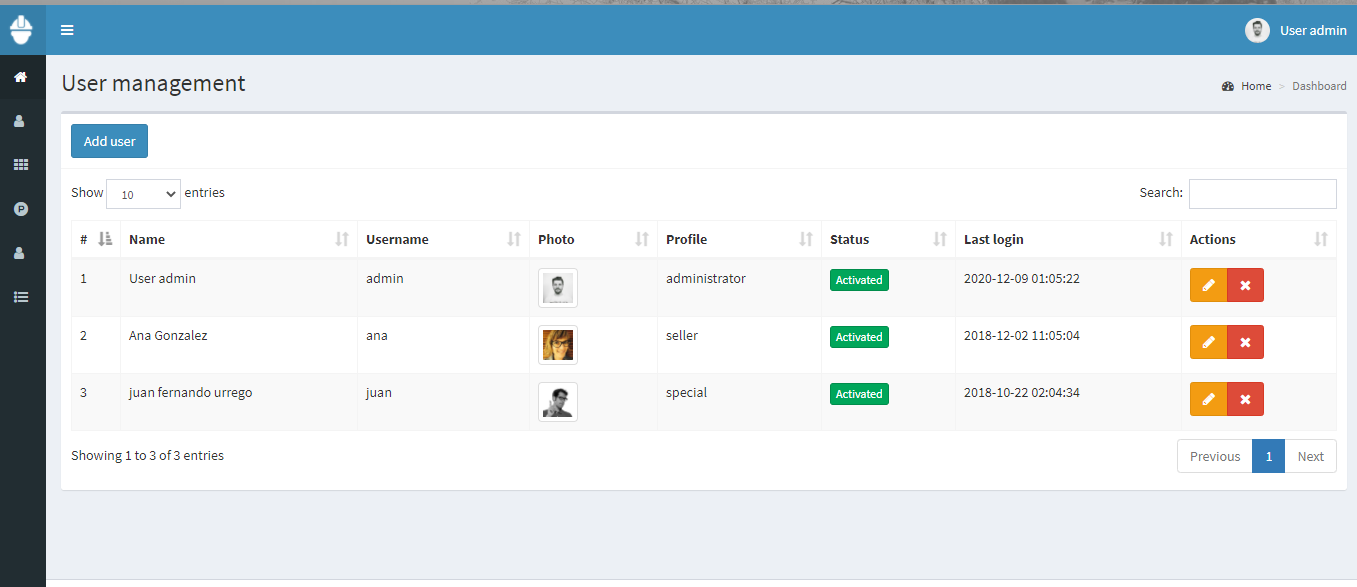 User admin
User management
Home > Dashboard
Add user
Show 10 entries
Search:
# Name Username Photo Profile Status Last login Actions
1 User admin admin administrator Activated 2020-12-09 01:05:22
2 Ana Gonzalez ana seller Activated 2018-12-02 11:05:04
3 juan fernando urrego juan special Activated 2018-10-22 02:04:34
Showing 1 to 3 of 3 entries
Previous 1 Next